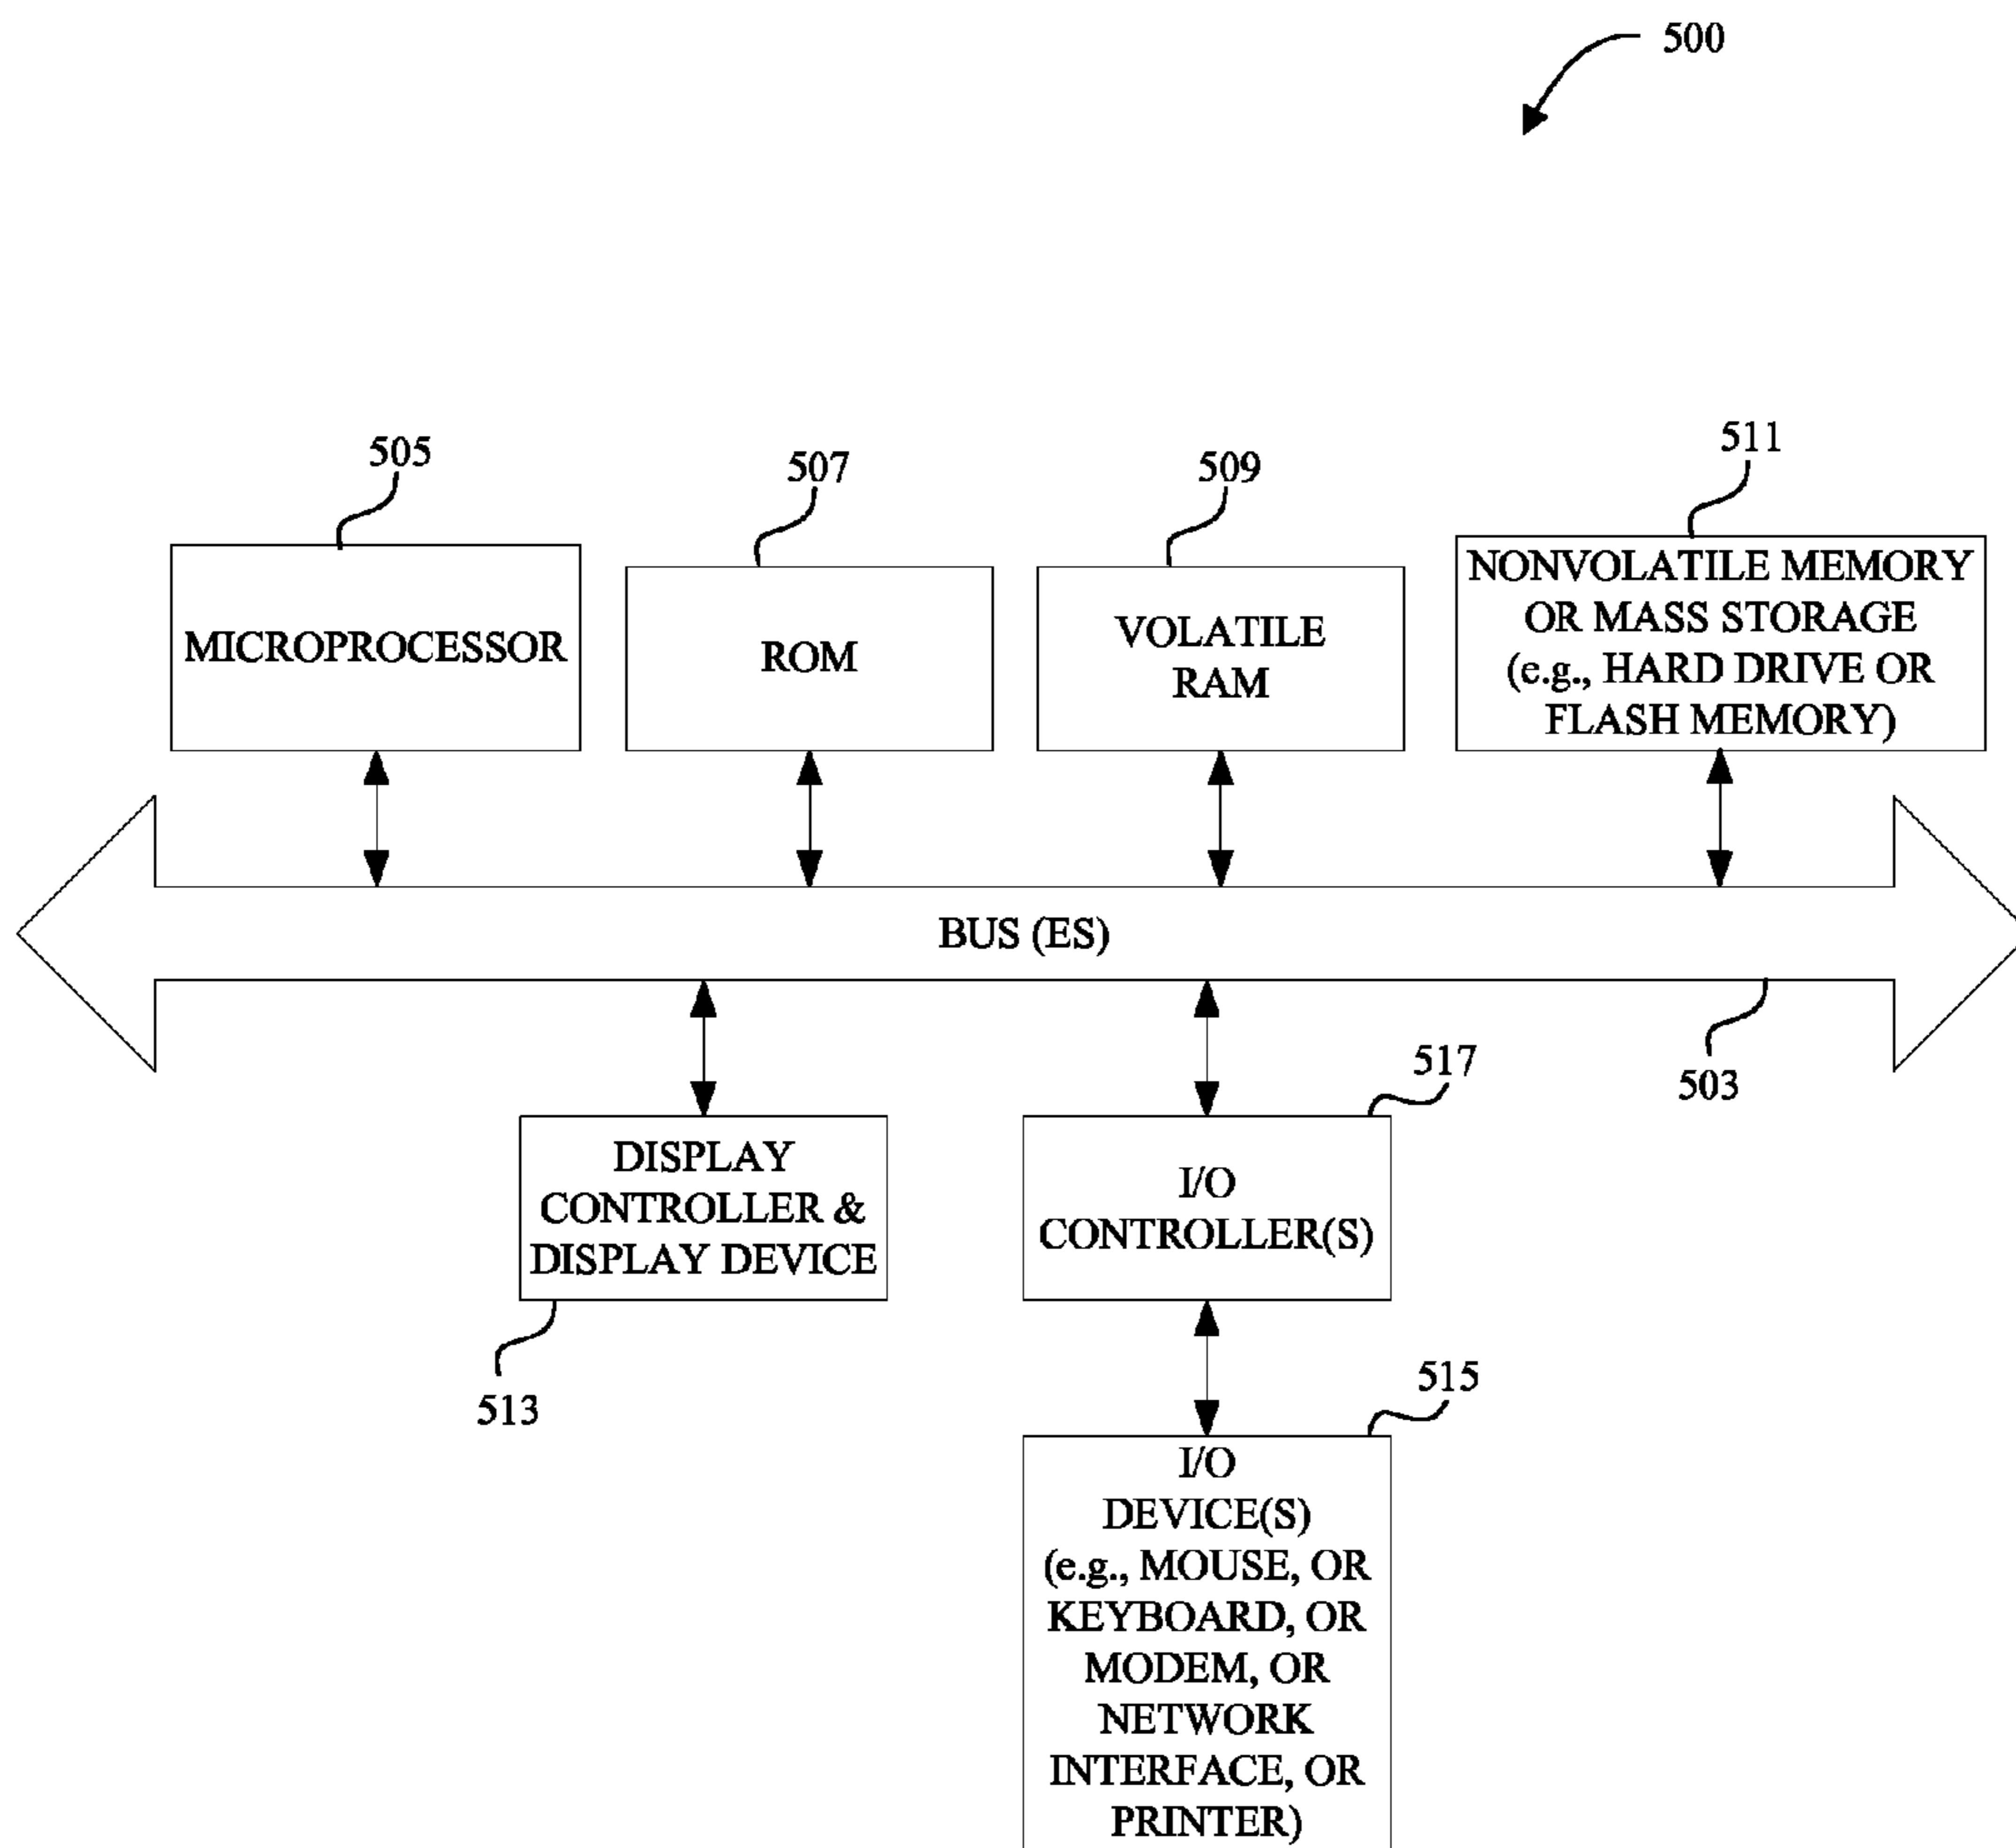 500
505
507
509
511
MICROPROCESSOR
ROM
VOLATILE
RAM
NONVOLATILE MEMORY
OR MASS STORAGE
(e.g., HARD DRIVE OR
FLASH MEMORY)
BUS (ES)
503
517
DISPLAY
CONTROLLER &
DISPLAY DEVICE
I/O
CONTROLLER(S)
513
515
I/O
DEVICE(S)
(e.g., MOUSE, OR
KEYBOARD, OR
MODEM, OR
NETWORK
INTERFACE, OR
PRINTER)